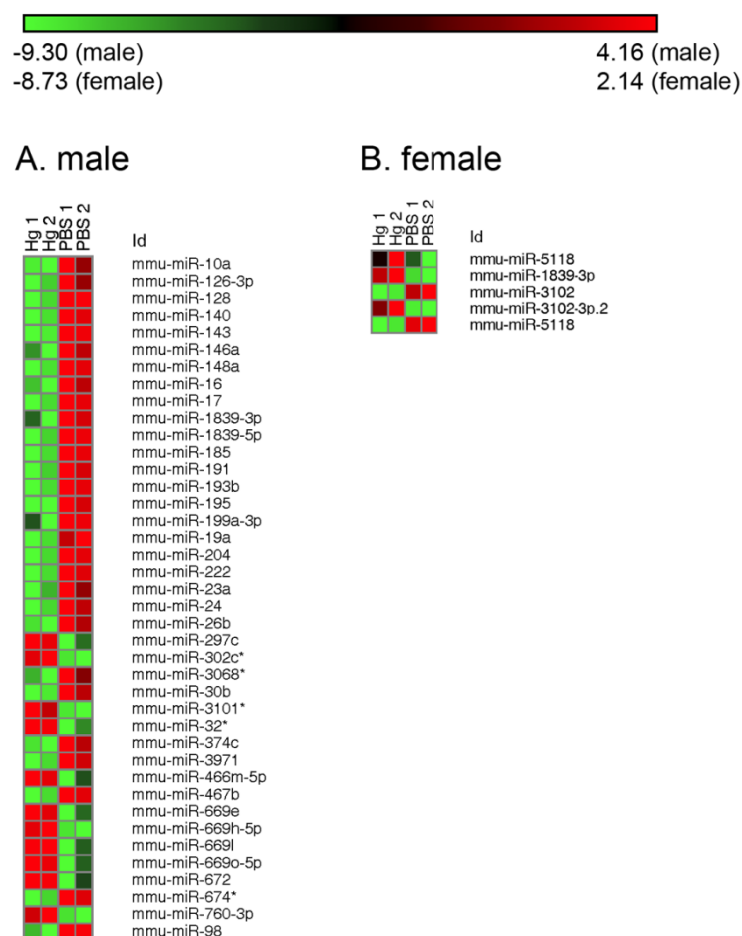 -9.30 (male) 4.16 (male)
-8.73 (female) 2.14 (female)
A. male
Hg 1
Hg 2
PBS 1
PBS 2
Id
mmu-miR-10a
mmu-miR-126-3p
mmu-miR-128
mmu-miR-140
mmu-miR-143
mmu-miR-146a
mmu-miR-148a
mmu-miR-16
mmu-miR-17
mmu-miR-1839-3p
mmu-miR-1839-5p
mmu-miR-185
mmu-miR-191
mmu-miR-193b
mmu-miR-195
mmu-miR-199a-3p
mmu-miR-19a
mmu-miR-204
mmu-miR-222
mmu-miR-23a
mmu-miR-24
mmu-miR-26b
mmu-miR-297c
mmu-miR-302c*
mmu-miR-3068*
mmu-miR-30b
mmu-miR-3101*
mmu-miR-32*
mmu-miR-374c
mmu-miR-3971
mmu-miR-466m-5p
mmu-miR-467b
mmu-miR-669e
mmu-miR-669h-5p
mmu-miR-669l
mmu-miR-669o-5p
mmu-miR-672
mmu-miR-674*
mmu-miR-760-3p
mmu-miR-98
B. female
Hg 1
Hg 2
PBS 1
PBS 2
Id
mmu-miR-5118
mmu-miR-1839-3p
mmu-miR-3102
mmu-miR-3102-3p.2
mmu-miR-5118